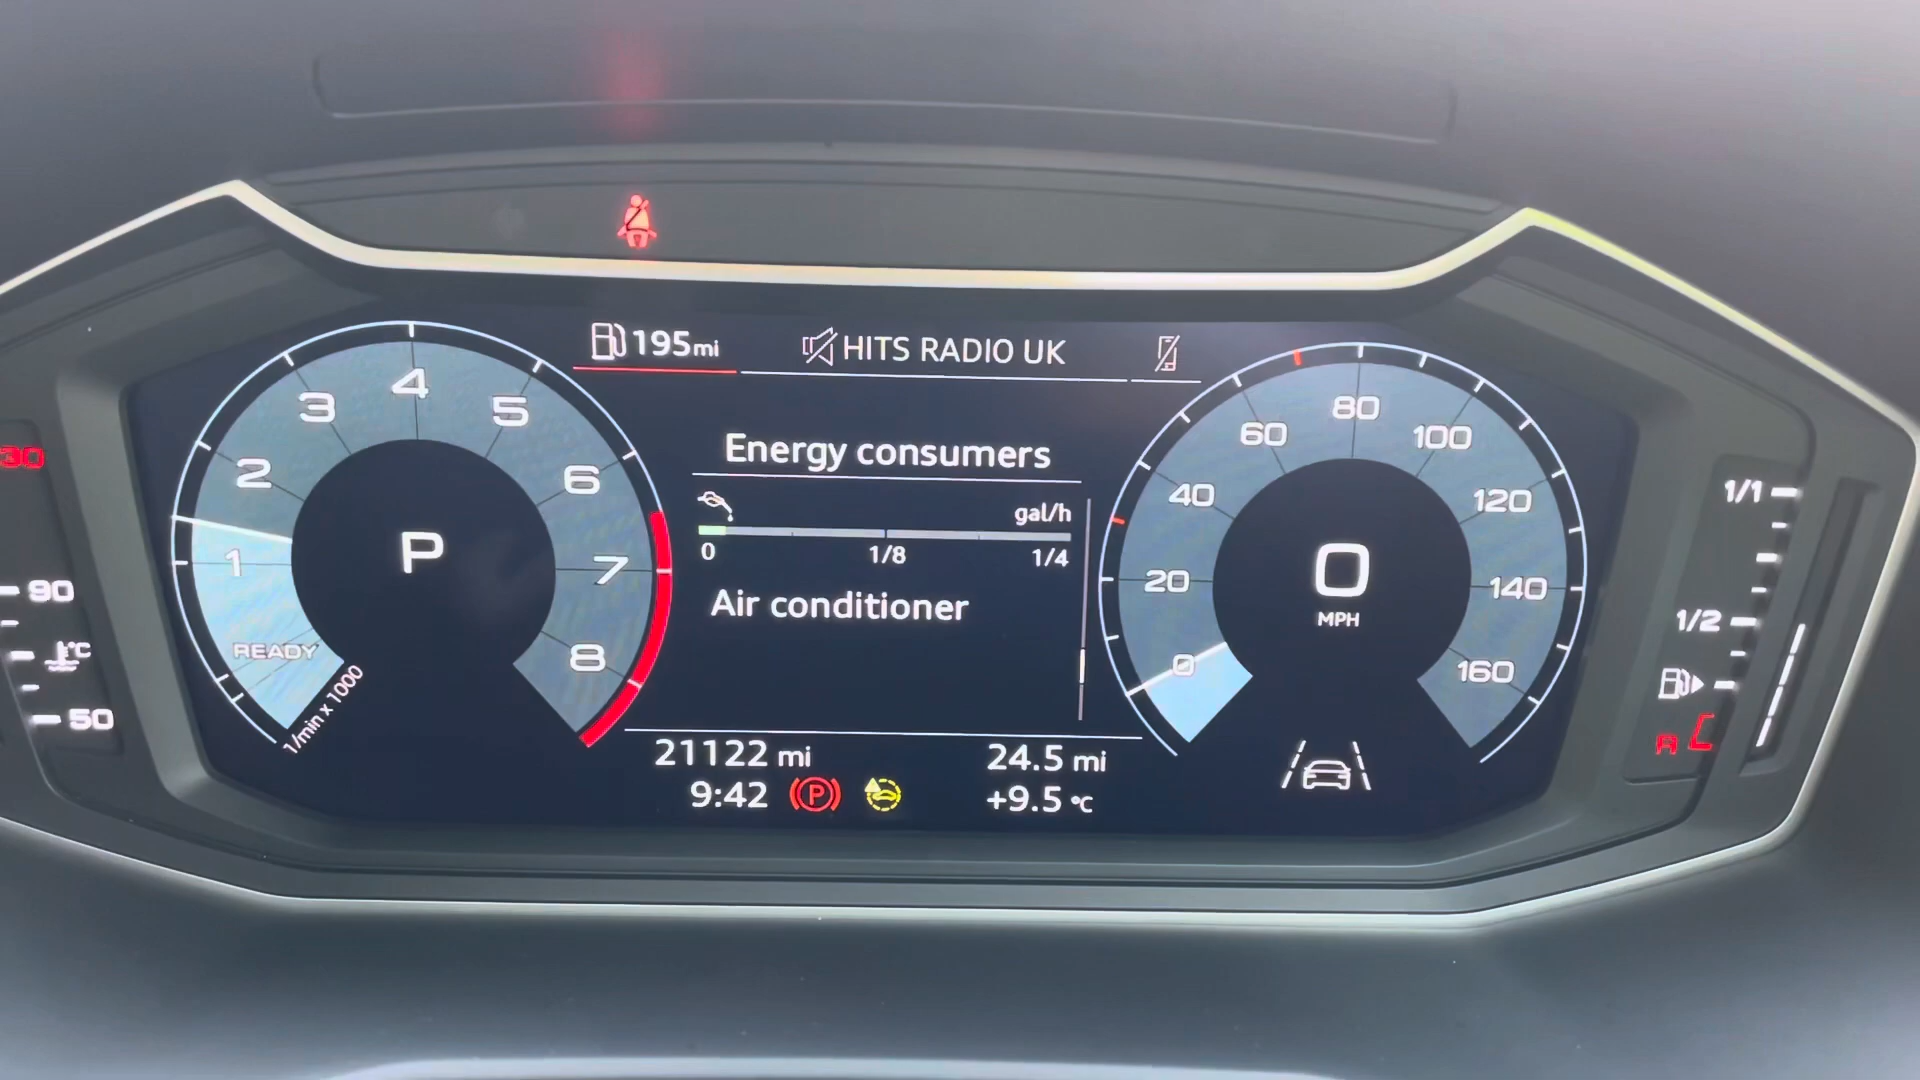 195mi
HITS RADIO UK
Energy consumers
gal/h
0 1/8 1/4
Air conditioner
21122 mi
24.5 mi
9:42
P
+9.5 °C
1
2
3
4
5
6
7
8
READY
1/min x 1000
P
0
20
40
60
80
100
120
140
160
0
MPH
130
90
°C
50
1/1
1/2